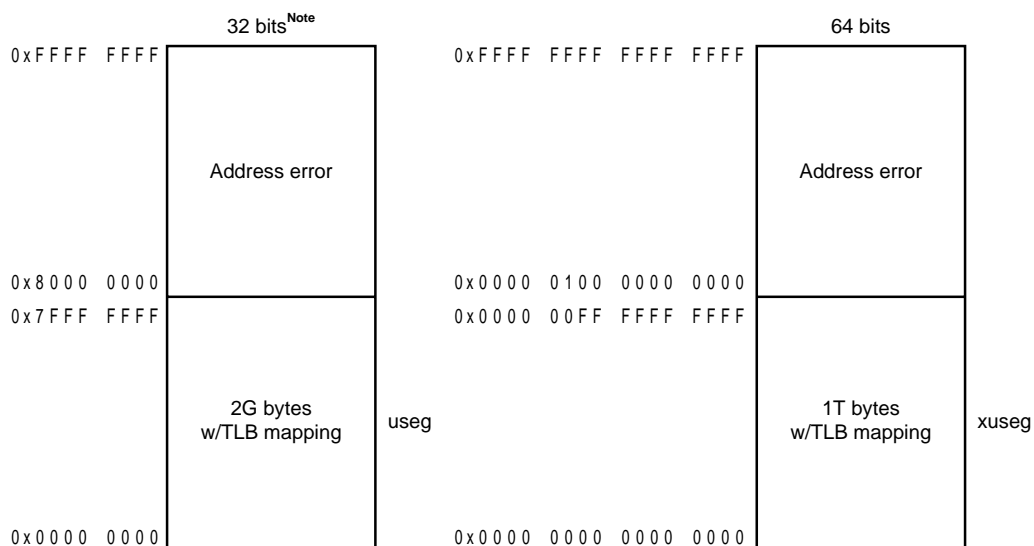 32 bitsNote
64 bits
0xFFFF FFFF
0xFFFF FFFF FFFF FFFF
Address error
Address error
0x8000 0000
0x0000 0100 0000 0000
0x7FFF FFFF
0x0000 00FF FFFF FFFF
2G bytes
w/TLB mapping
useg
1T bytes
w/TLB mapping
xuseg
0x0000 0000
0x0000 0000 0000 0000